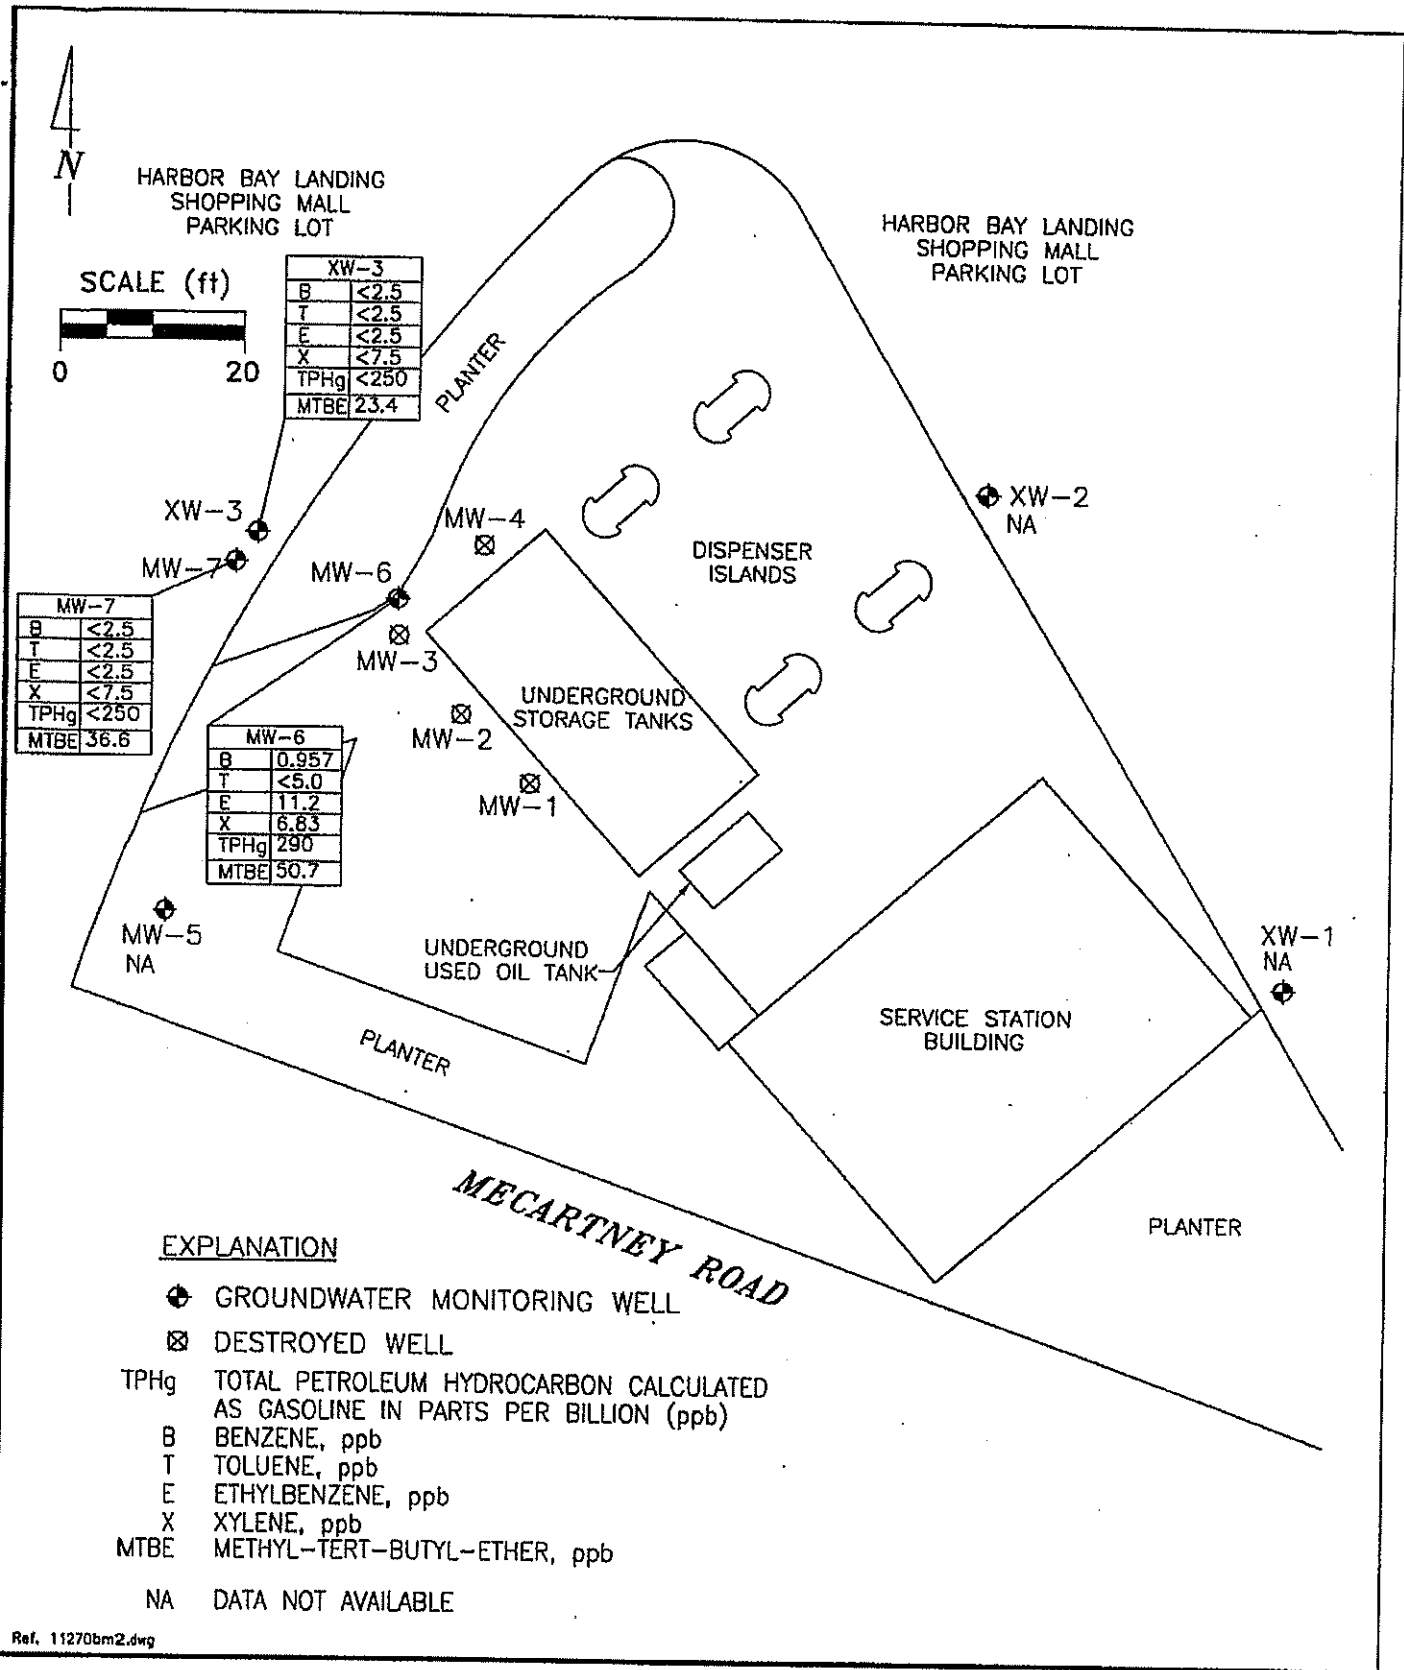 N
HARBOR BAY LANDING
SHOPPING MALL
PARKING LOT
HARBOR BAY LANDING
SHOPPING MALL
PARKING LOT
SCALE (ft)
0 20
XW-3
B <2.5
T <2.5
E <2.5
X <7.5
TPHg <250
MTBE 23.4
PLANTER
XW-3
MW-7
MW-4
MW-6
MW-3
MW-2
MW-1
XW-2
NA
DISPENSER
ISLANDS
MW-7
B <2.5
T <2.5
E <2.5
X <7.5
TPHg <250
MTBE 36.6
UNDERGROUND
STORAGE TANKS
MW-6
B 0.957
T <5.0
E 11.2
X 6.83
TPHg 290
MTBE 50.7
MW-5
NA
UNDERGROUND
USED OIL TANK
XW-1
NA
SERVICE STATION
BUILDING
PLANTER
MECARTNEY ROAD
PLANTER
EXPLANATION
GROUNDWATER MONITORING WELL
DESTROYED WELL
TPHg TOTAL PETROLEUM HYDROCARBON CALCULATED
AS GASOLINE IN PARTS PER BILLION (ppb)
B BENZENE, ppb
T TOLUENE, ppb
E ETHYLBENZENE, ppb
X XYLENE, ppb
MTBE METHYL-TERT-BUTYL-ETHER, ppb
NA DATA NOT AVAILABLE
Ref. 11270bm2.dwg